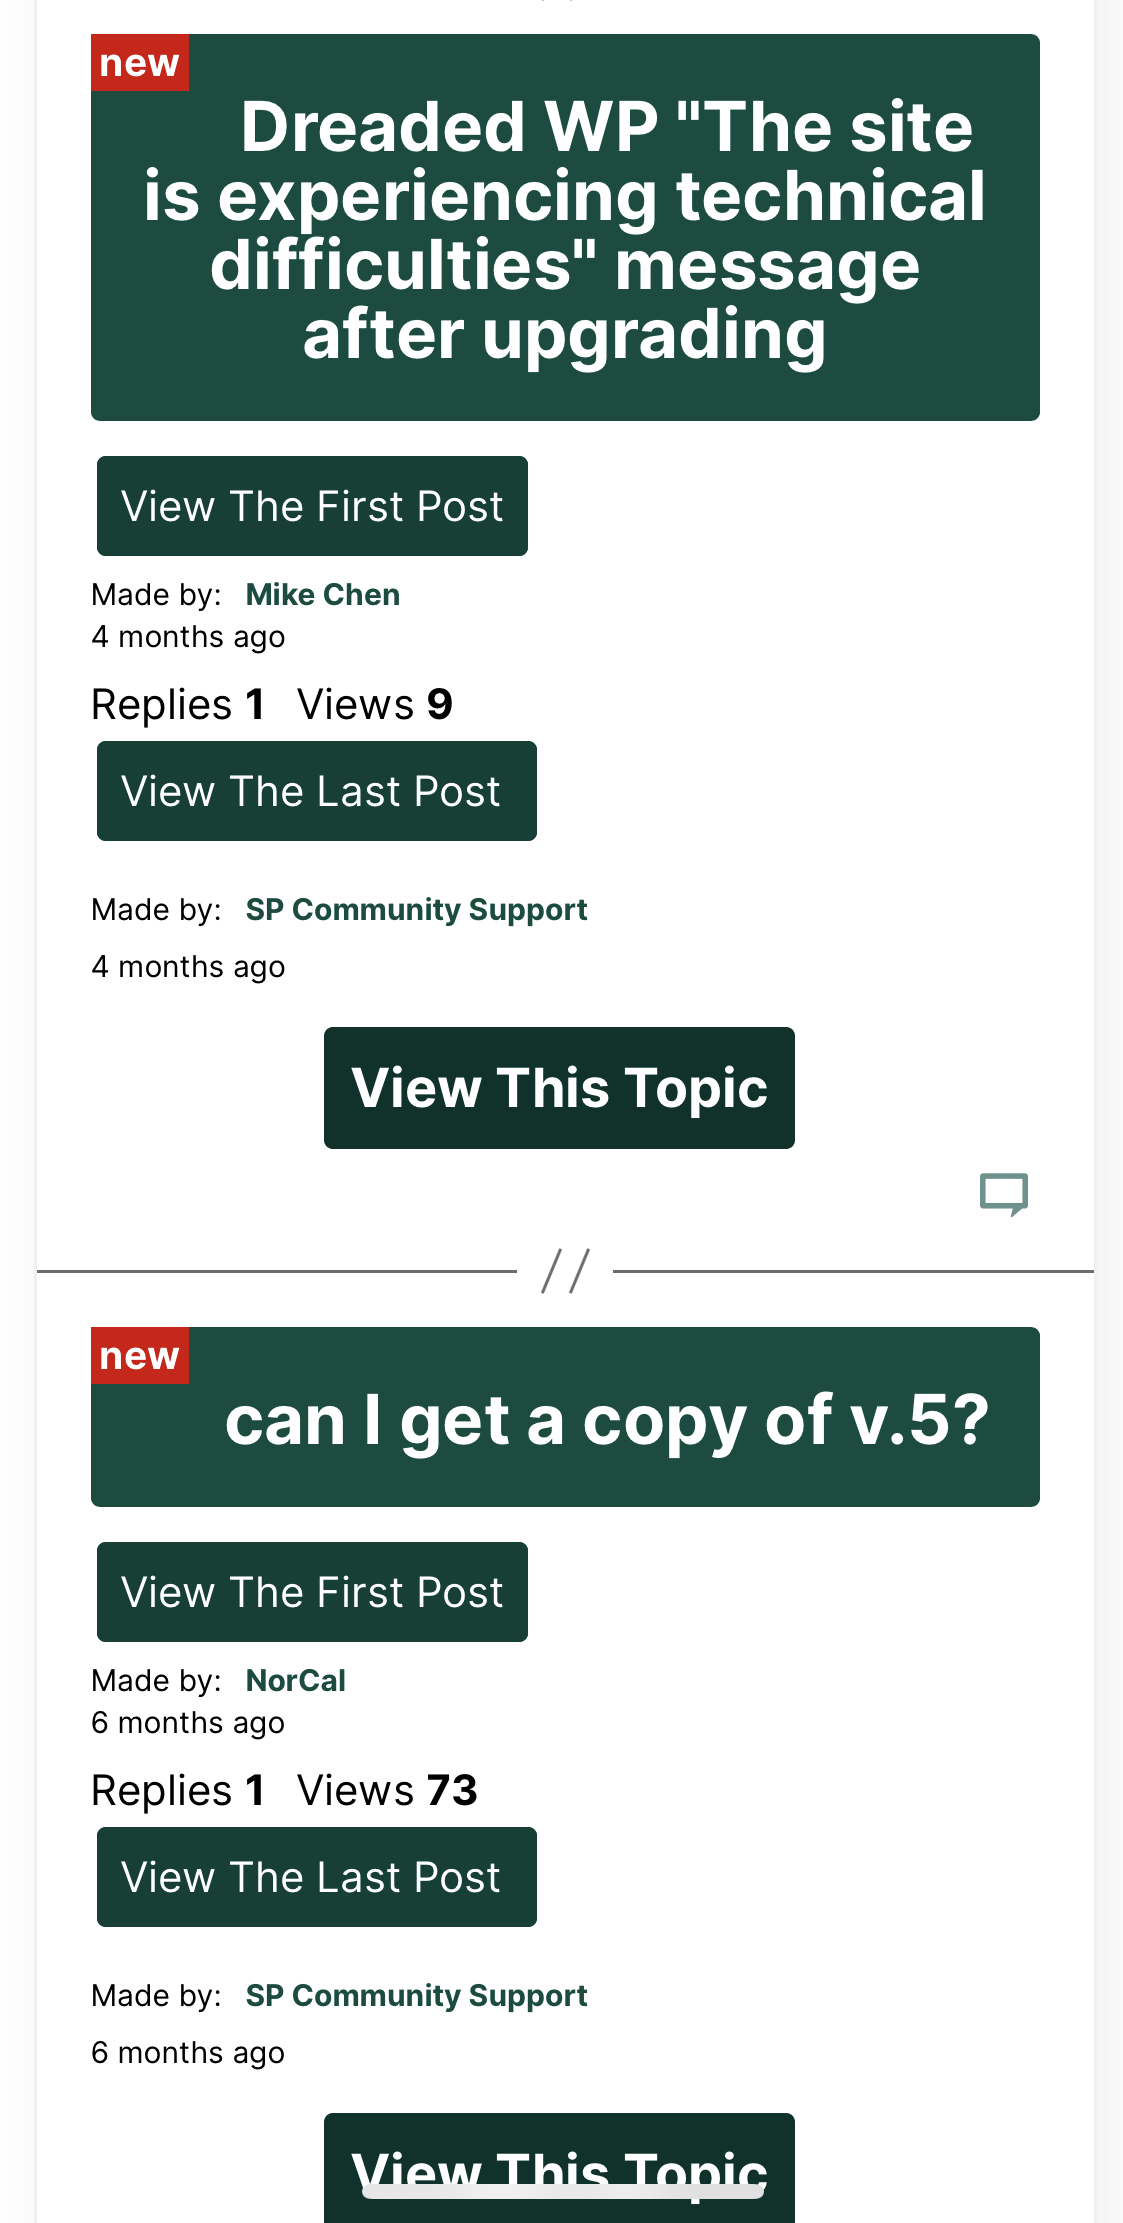 new
Dreaded WP "The site
is experiencing technical
difficulties" message
after upgrading
View The First Post
Made by: Mike Chen
4 months ago
Replies 1 Views 9
View The Last Post
Made by: SP Community Support
4 months ago
View This Topic
new
can I get a copy of v.5?
View The First Post
Made by: NorCal
6 months ago
Replies 1 Views 73
View The Last Post
Made by: SP Community Support
6 months ago
View This Topic